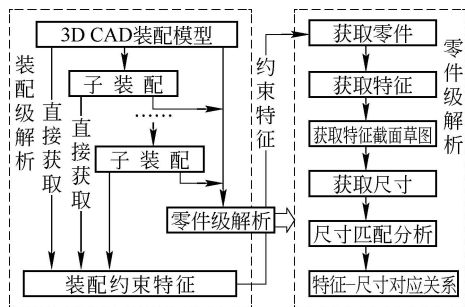 3D CAD装配模型
子 装 配
……
子 装 配
零件级解析
装配约束特征
装配级解析
直接获取
直接获取
约束特征
获取零件
获取特征
获取特征截面草图
获取尺寸
尺寸匹配分析
特征–尺寸对应关系
零件级解析